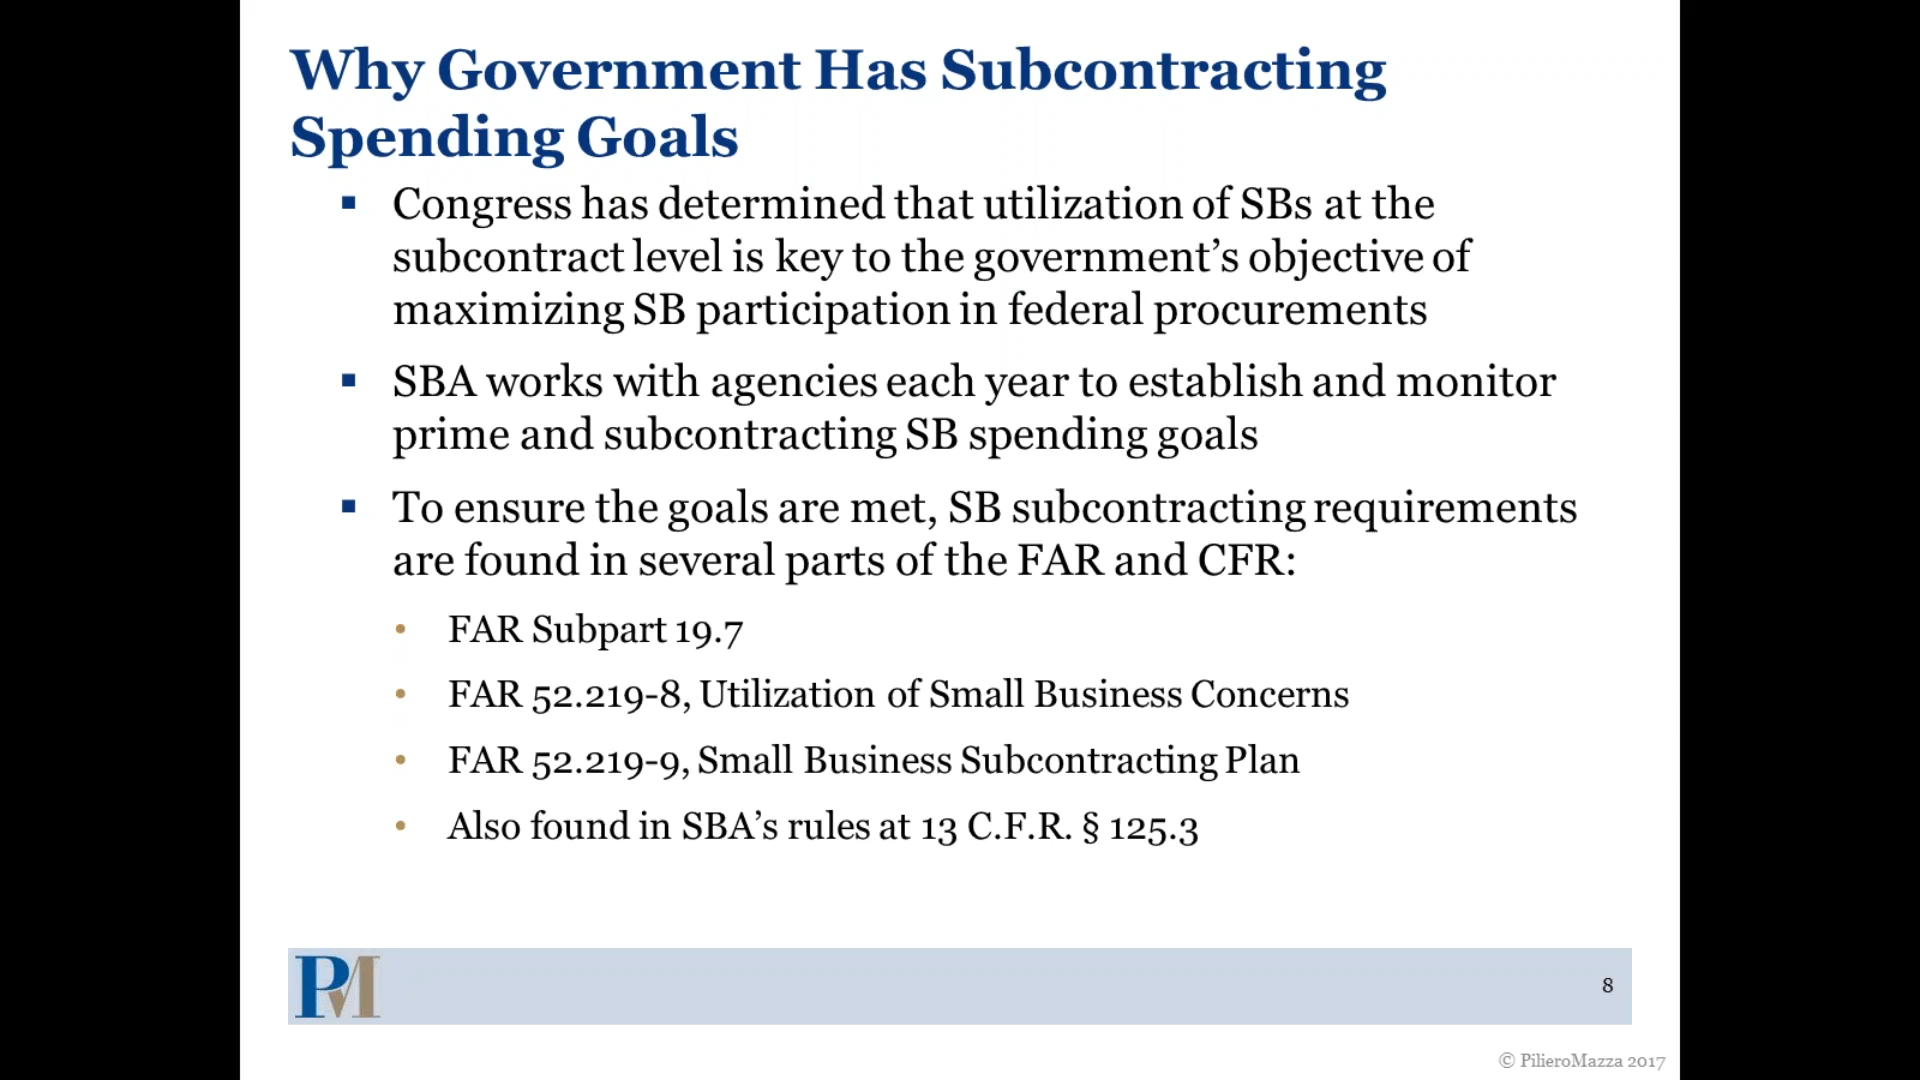 Why Government Has Subcontracting
Spending Goals
▪ Congress has determined that utilization of SBs at the
subcontract level is key to the government’s objective of
maximizing SB participation in federal procurements
▪ SBA works with agencies each year to establish and monitor
prime and subcontracting SB spending goals
▪ To ensure the goals are met, SB subcontracting requirements
are found in several parts of the FAR and CFR:
• FAR Subpart 19.7
• FAR 52.219-8, Utilization of Small Business Concerns
• FAR 52.219-9, Small Business Subcontracting Plan
• Also found in SBA’s rules at 13 C.F.R. § 125.3
PM
8
© PilieroMazza 2017